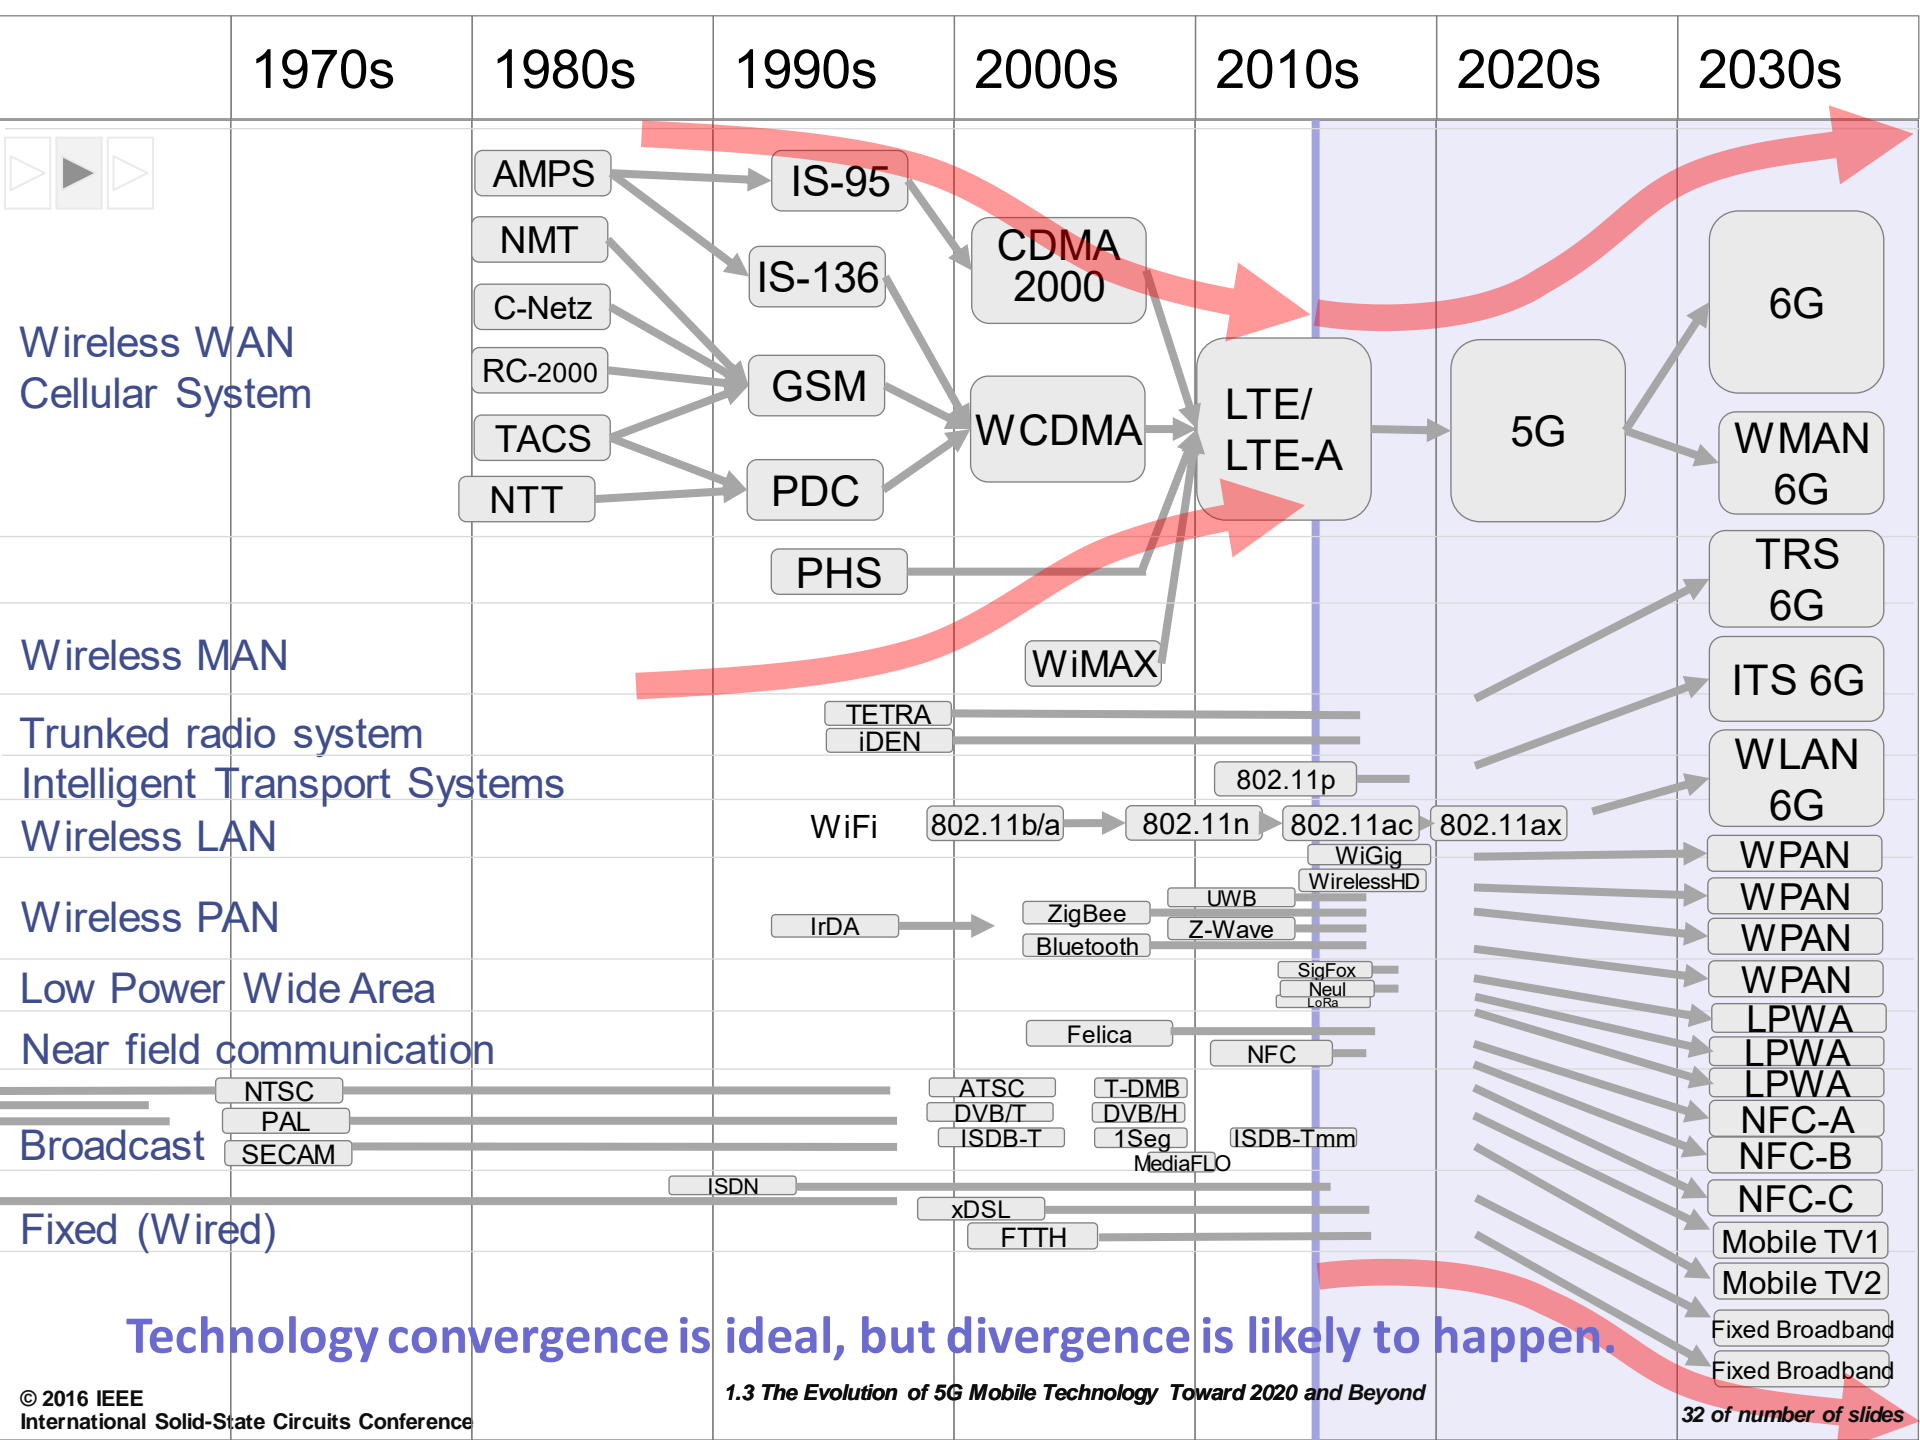 1970s 1980s 1990s 2000s 2010s 2020s 2030s
AMPS
IS-95
NMT
CDMA
2000
IS-136
C-Netz
6G
Wireless WAN
Cellular System
RC-2000
GSM
LTE/
LTE-A
TACS
WCDMA
5G
WMAN
6G
NTT
PDC
PHS
TRS
6G
Wireless MAN
WiMAX
ITS 6G
Trunked radio system
TETRA
iDEN
Intelligent Transport Systems
802.11p
WLAN
6G
Wireless LAN
WiFi
802.11b/a
802.11n
802.11ac
802.11ax
WiGig
WPAN
WirelessHD
Wireless PAN
UWB
WPAN
ZigBee
IrDA
Z-Wave
WPAN
Bluetooth
Low Power Wide Area
SigFox
WPAN
Neul
LoRa
LPWA
Near field communication
Felica
NFC
LPWA
LPWA
NTSC
ATSC
T-DMB
PAL
DVB/T
DVB/H
NFC-A
Broadcast
SECAM
ISDB-T
1Seg
ISDB-Tmm
MediaFLO
NFC-B
ISDN
NFC-C
Fixed (Wired)
xDSL
FTTH
Mobile TV1
Mobile TV2
Technology convergence is ideal, but divergence is likely to happen.
Fixed Broadband
Fixed Broadband
© 2016 IEEE
International Solid-State Circuits Conference
1.3 The Evolution of 5G Mobile Technology Toward 2020 and Beyond
32 of number of slides